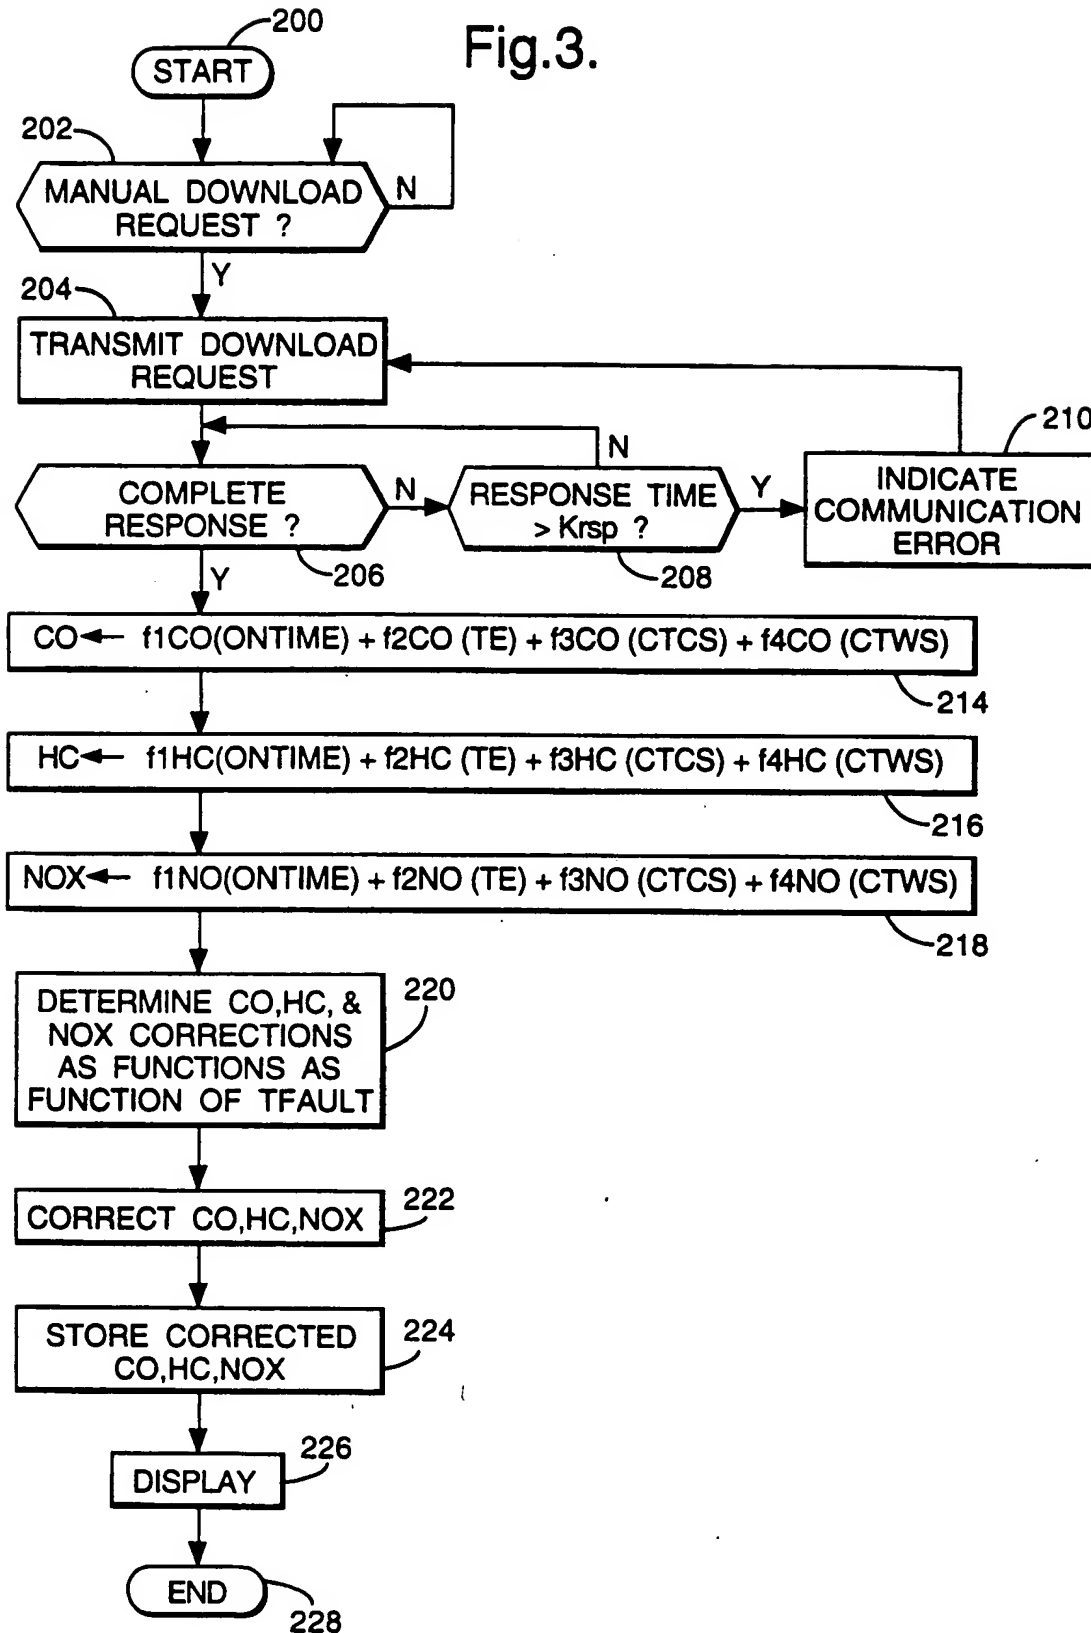 Fig.3.
200
START
202
MANUAL DOWNLOAD
REQUEST ?
N
Y
204
TRANSMIT DOWNLOAD
REQUEST
COMPLETE
RESPONSE ?
N
206
Y
RESPONSE TIME
> Krsp ?
N
Y
208
210
INDICATE
COMMUNICATION
ERROR
CO← f1CO(ONTIME) + f2CO (TE) + f3CO (CTCS) + f4CO (CTWS)
214
HC← f1HC(ONTIME) + f2HC (TE) + f3HC (CTCS) + f4HC (CTWS)
216
NOX← f1NO(ONTIME) + f2NO (TE) + f3NO (CTCS) + f4NO (CTWS)
218
DETERMINE CO,HC, &
NOX CORRECTIONS
AS FUNCTIONS AS
FUNCTION OF TFAULT
220
CORRECT CO,HC,NOX
222
STORE CORRECTED
CO,HC,NOX
224
226
DISPLAY
END
228